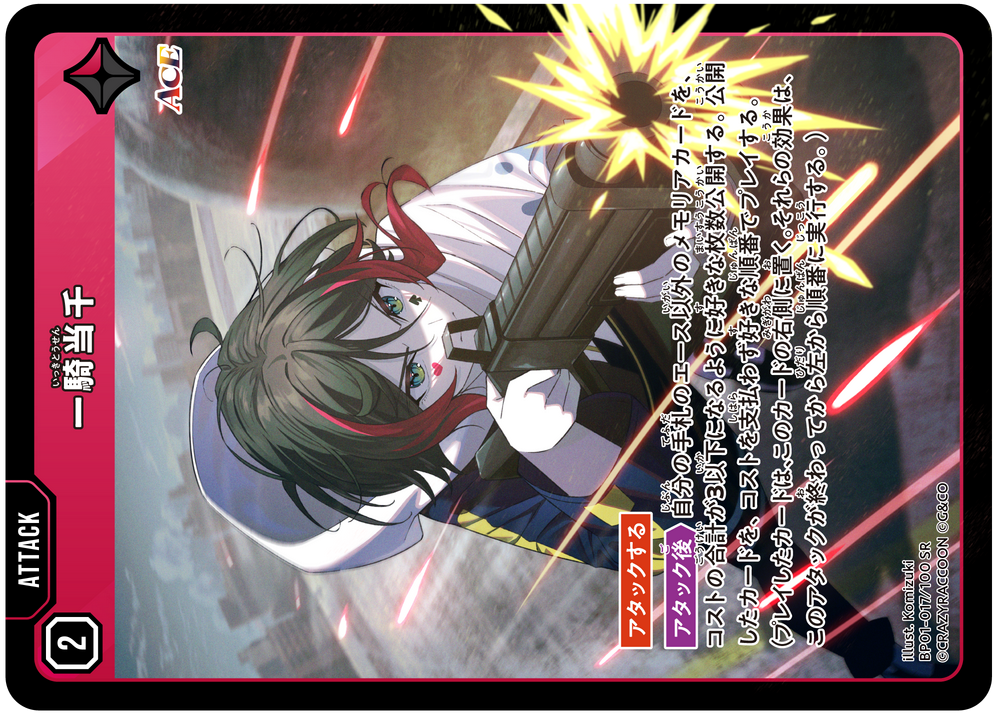 2
ATTACK
いっきとうせん
一騎当千
ACE
アタックする
アタック後 自分の手札のエース以外のメモリアカードを、
コストの合計が3以下になるように好きな枚数公開する。公開
したカードを、コストを支払わず好きな順番でプレイする。
(プレイしたカードは、このカードの右側に置く。それらの効果は、
このアタックが終わってから左から順番に実行する。)
illust. Komizuki
BP01-017/100 SR
©CRAZYRACCOON ©G&CO